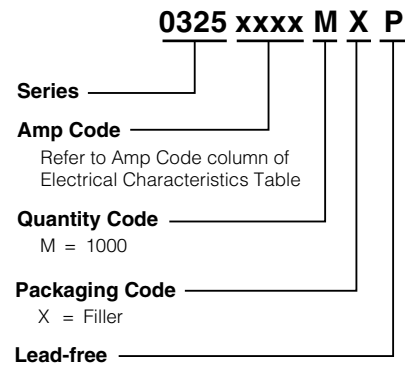 0325 xxxx M X P
Series
Amp Code
Refer to Amp Code column of
Electrical Characteristics Table
Quantity Code
M = 1000
Packaging Code
X = Filler
Lead-free